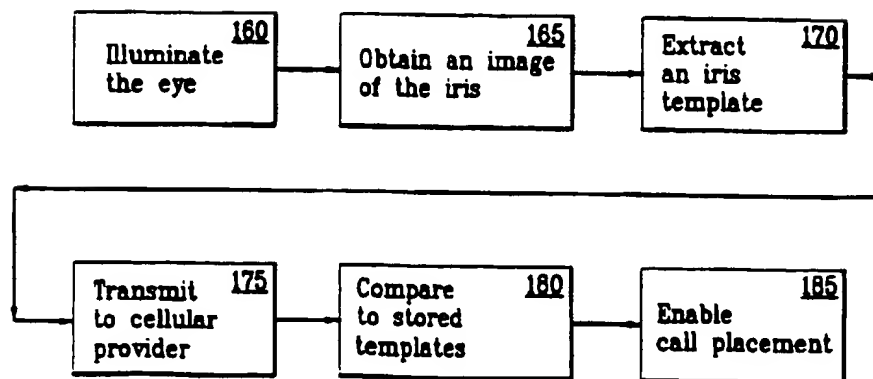 160
Illuminate
the eye
165
Obtain an image
of the iris
170
Extract
an iris
template
175
Transmit
to cellular
provider
180
Compare
to stored
templates
185
Enable
call placement